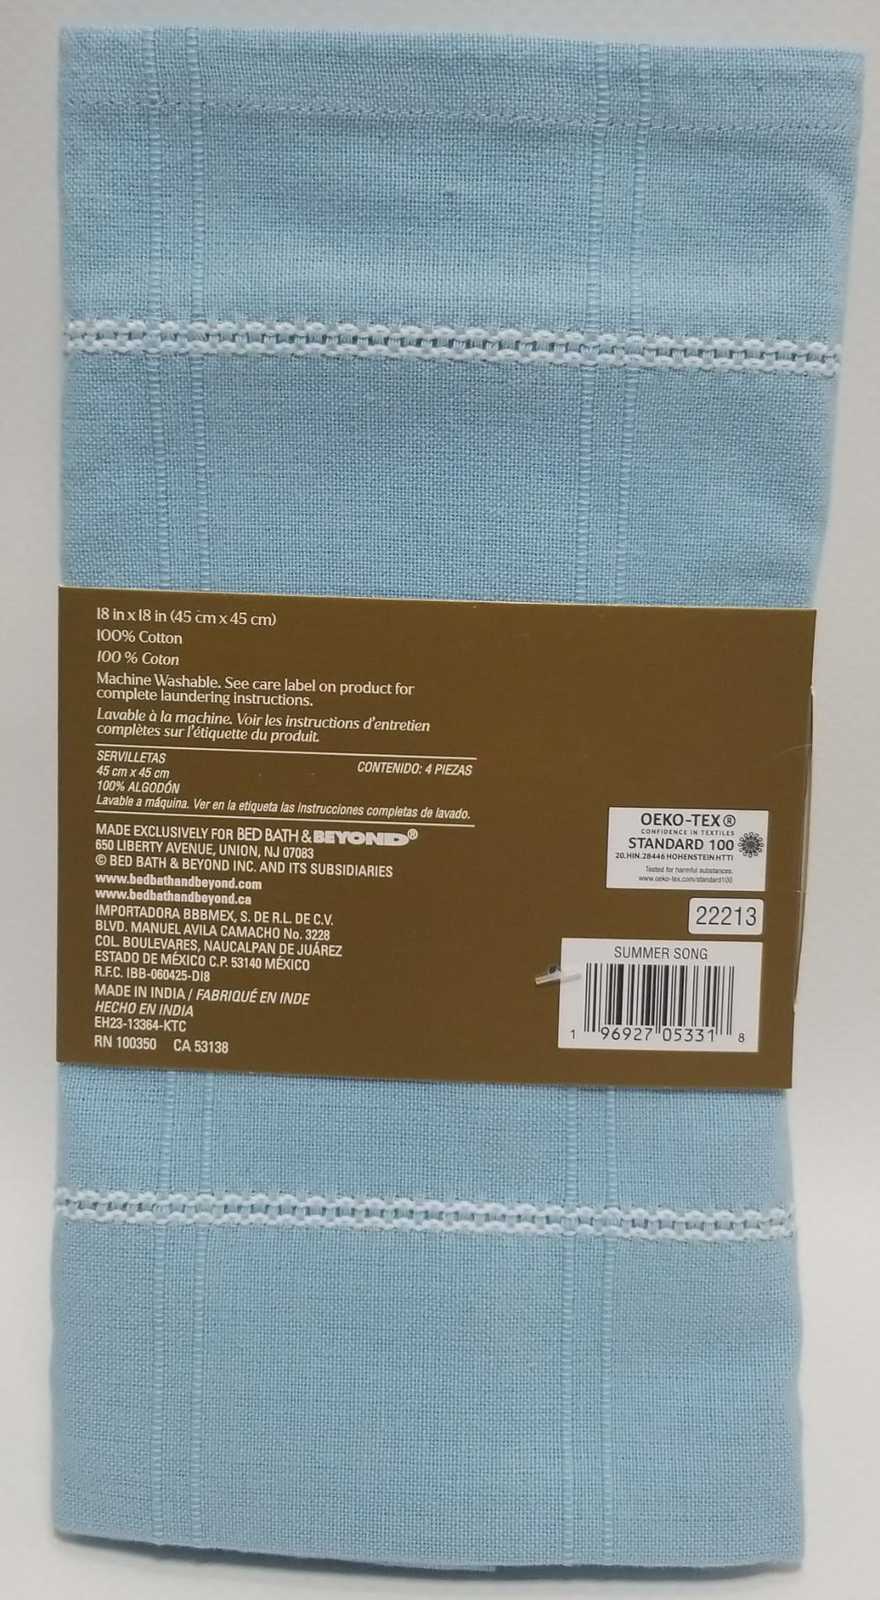 18 in x 18 in (45 cm x 45 cm)
100% Cotton
100 % Coton
Machine Washable. See care label on product for
complete laundering instructions.
Lavable à la machine. Voir les instructions d'entretien
complètes sur l'étiquette du produit.
SERVILLETAS
45 cm x 45 cm
CONTENIDO: 4 PIEZAS
100% ALGODÓN
Lavable a máquina. Ver en la etiqueta las instrucciones completas de lavado.
MADE EXCLUSIVELY FOR BED BATH & BEYOND®
650 LIBERTY AVENUE, UNION, NJ 07083
© BED BATH & BEYOND INC. AND ITS SUBSIDIARIES
www.bedbathandbeyond.com
www.bedbathandbeyond.ca
IMPORTADORA BBBMEX, S. DE R.L. DE C.V.
BLVD. MANUEL AVILA CAMACHO No. 3228
COL. BOULEVARES, NAUCALPAN DE JUÁREZ
ESTADO DE MÉXICO C.P. 53140 MÉXICO
R.F.C. IBB-060425-DI8
MADE IN INDIA / FABRIQUÉ EN INDE
HECHO EN INDIA
EH23-13364-KTC
RN 100350 CA 53138
OEKO-TEX®
CONFIDENCE IN TEXTILES
STANDARD 100
20.HIN.28446 HOHENSTEIN HTTI
Tested for harmful substances.
www.oeko-tex.com/standard100
22213
SUMMER SONG
1 96927 05331 8